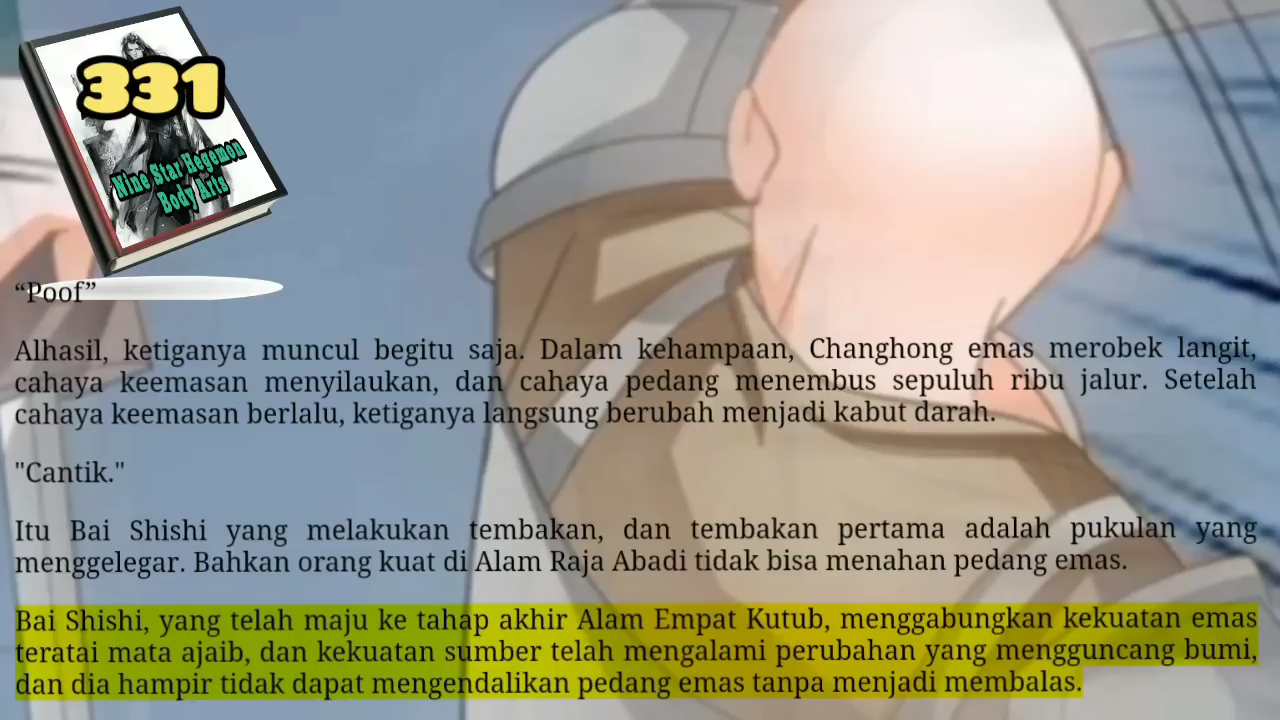 331
Nine Star Hegemon
Body Arts
“Poof”
Alhasil, ketiganya muncul begitu saja. Dalam kehampaan, Changhong emas merobek langit,
cahaya keemasan menyilaukan, dan cahaya pedang menembus sepuluh ribu jalur. Setelah
cahaya keemasan berlalu, ketiganya langsung berubah menjadi kabut darah.
"Cantik."
Itu Bai Shishi yang melakukan tembakan, dan tembakan pertama adalah pukulan yang
menggelegar. Bahkan orang kuat di Alam Raja Abadi tidak bisa menahan pedang emas.
Bai Shishi, yang telah maju ke tahap akhir Alam Empat Kutub, menggabungkan kekuatan emas
teratai mata ajaib, dan kekuatan sumber telah mengalami perubahan yang mengguncang bumi,
dan dia hampir tidak dapat mengendalikan pedang emas tanpa menjadi membalas.